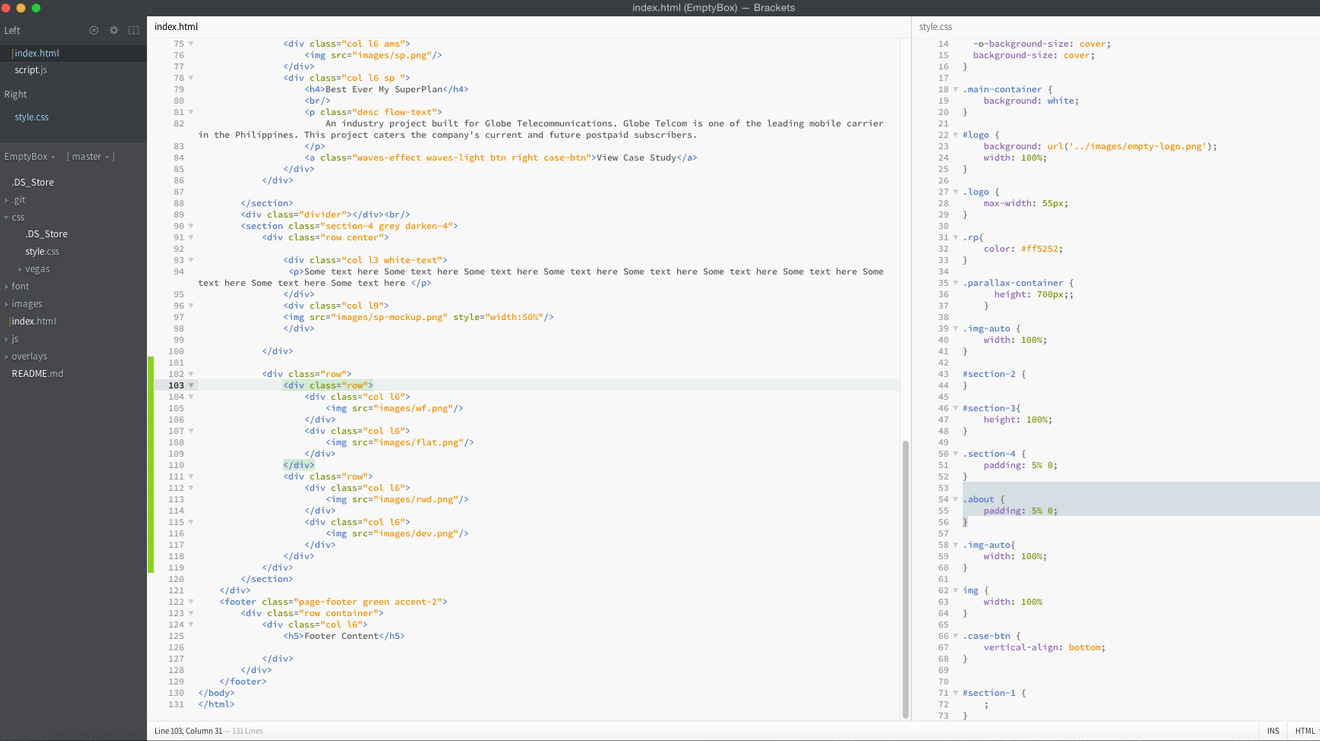 index.html (EmptyBox) — Brackets
Left
index.html
script.js
Right
style.css
EmptyBox
[ master ]
.DS_Store
.git
css
.DS_Store
style.css
vegas
font
images
index.html
js
overlays
README.md
index.html
75 <div class="col l6 ams">
76 <img src="images/sp.png"/>
77 </div>
78 <div class="col l6 sp ">
79 <h4>Best Ever My SuperPlan</h4>
80 <br/>
81 <p class="desc flow-text">
82 An industry project built for Globe Telecommunications. Globe Telcom is one of the leading mobile carrier
in the Philippines. This project caters the company's current and future postpaid subscribers.
83 </p>
84 <a class="waves-effect waves-light btn right case-btn">View Case Study</a>
85 </div>
86 </div>
87
88 </section>
89 <div class="divider"></div><br/>
90 <section class="section-4 grey darken-4">
91 <div class="row center">
92
93 <div class="col l3 white-text">
94 <p>Some text here Some text here Some text here Some text here Some text here Some text here Some text here Some
text here Some text here Some text here </p>
95 </div>
96 <div class="col l9">
97 <img src="images/sp-mockup.png" style="width:50%"/>
98 </div>
99
100 </div>
101
102 <div class="row">
103 <div class="row">
104 <div class="col l6">
105 <img src="images/wf.png"/>
106 </div>
107 <div class="col l6">
108 <img src="images/flat.png"/>
109 </div>
110 </div>
111 <div class="row">
112 <div class="col l6">
113 <img src="images/rwd.png"/>
114 </div>
115 <div class="col l6">
116 <img src="images/dev.png"/>
117 </div>
118 </div>
119 </div>
120 </section>
121 </div>
122 <footer class="page-footer green accent-2">
123 <div class="row container">
124 <div class="col l6">
125 <h5>Footer Content</h5>
126
127 </div>
128 </div>
129 </footer>
130 </body>
131 </html>
style.css
14 -o-background-size: cover;
15 background-size: cover;
16 }
17
18 .main-container {
19 background: white;
20 }
21
22 #logo {
23 background: url('../images/empty-logo.png');
24 width: 100%;
25 }
26
27 .logo {
28 max-width: 55px;
29 }
30
31 .rp{
32 color: #ff5252;
33 }
34
35 .parallax-container {
36 height: 700px;;
37 }
38
39 .img-auto {
40 width: 100%;
41 }
42
43 #section-2 {
44 }
45
46 #section-3{
47 height: 100%;
48 }
49
50 .section-4 {
51 padding: 5% 0;
52 }
53
54 .about {
55 padding: 5% 0;
56 }
57
58 .img-auto{
59 width: 100%;
60 }
61
62 img {
63 width: 100%
64 }
65
66 .case-btn {
67 vertical-align: bottom;
68 }
69
70
71 #section-1 {
72 ;
73 }
Line 103, Column 31 — 131 Lines
INS
HTML